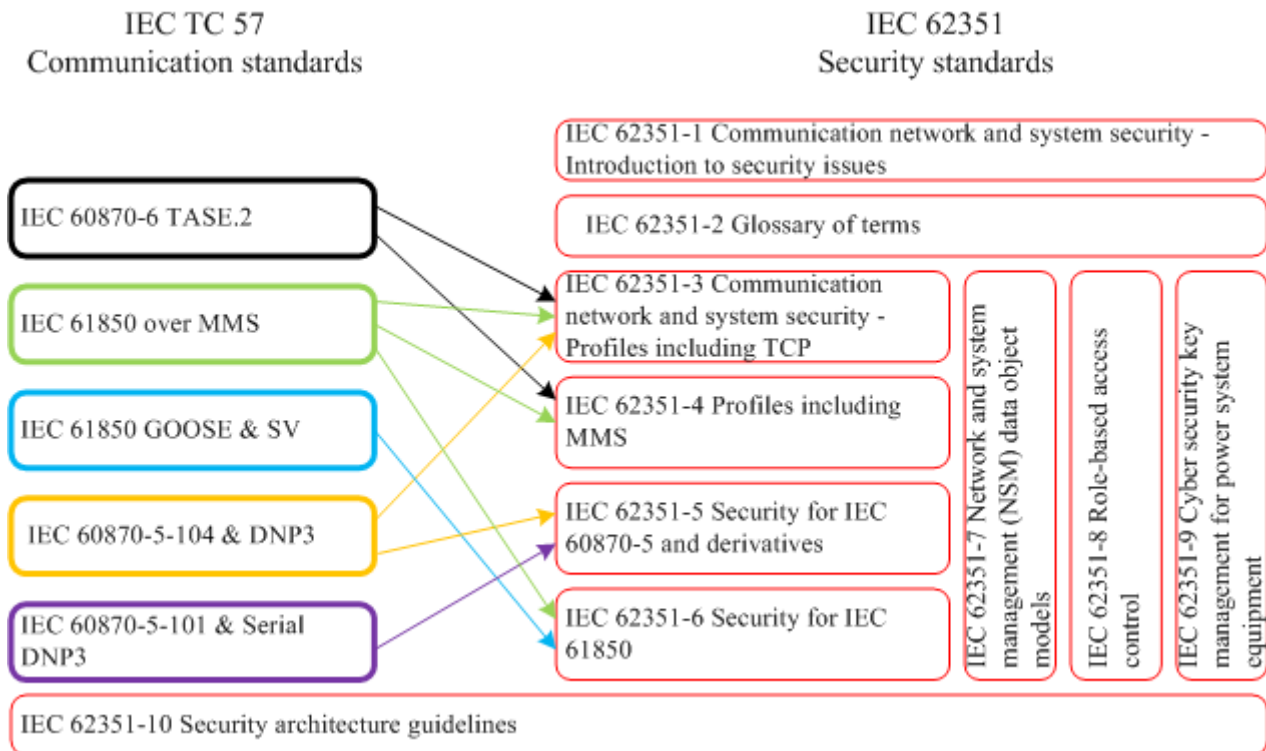 IEC TC 57
Communication standards
IEC 62351
Security standards
IEC 62351-1 Communication network and system security -
Introduction to security issues
IEC 60870-6 TASE.2
IEC 62351-2 Glossary of terms
IEC 61850 over MMS
IEC 62351-3 Communication
network and system security -
Profiles including TCP
IEC 61850 GOOSE & SV
IEC 62351-4 Profiles including
MMS
IEC 60870-5-104 & DNP3
IEC 62351-5 Security for IEC
60870-5 and derivatives
IEC 60870-5-101 & Serial
DNP3
IEC 62351-6 Security for IEC
61850
IEC 62351-7 Network and system
management (NSM) data object
models
IEC 62351-8 Role-based access
control
IEC 62351-9 Cyber security key
management for power system
equipment
IEC 62351-10 Security architecture guidelines